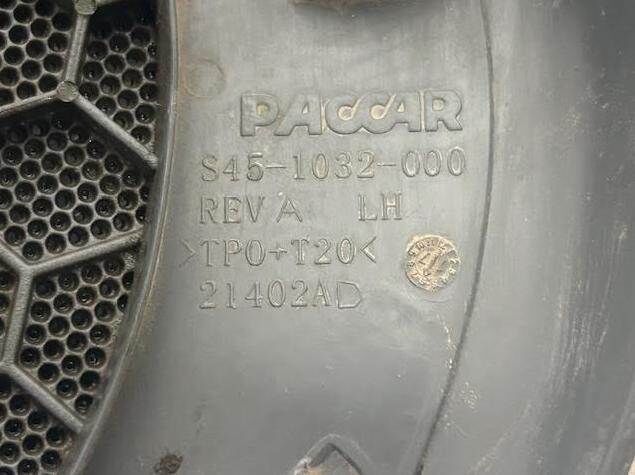 PACCAR
S45-1032-000
REV A LH
>TPO+T20<
21402AD